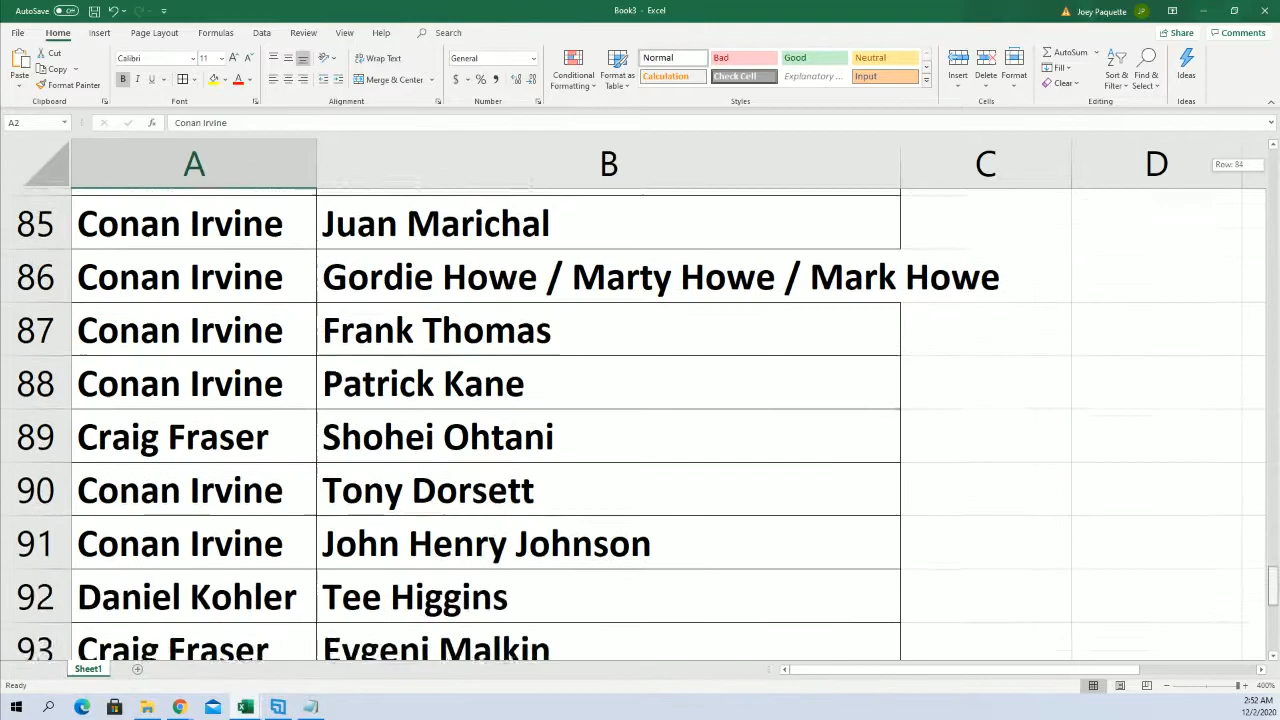 AutoSave Off Book3 - Excel Joey Paquette JP
File Home Insert Page Layout Formulas Data Review View Help Search Share Comments
Paste Cut Calibri 11 Wrap Text General Conditional Formatting Format as Table Normal Bad Good Neutral Insert Delete Format AutoSum Sort & Filter Find & Select Ideas
Copy Fill
Format Painter B I U Merge & Center Calculation Check Cell Explanatory ... Input Clear
Clipboard Font Alignment Number Styles Cells Editing Ideas
A2 fx Conan Irvine
A B C D Row: 84
85 Conan Irvine Juan Marichal
86 Conan Irvine Gordie Howe / Marty Howe / Mark Howe
87 Conan Irvine Frank Thomas
88 Conan Irvine Patrick Kane
89 Craig Fraser Shohei Ohtani
90 Conan Irvine Tony Dorsett
91 Conan Irvine John Henry Johnson
92 Daniel Kohler Tee Higgins
93 Craig Fraser Evgeni Malkin
Sheet1
Ready 400%
2:52 AM
12/2/2020